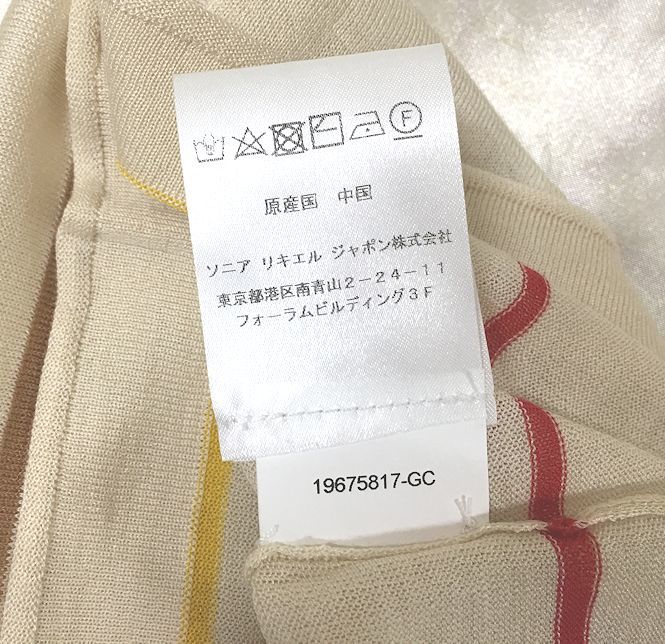 F
原産国 中国
ソニア リキエル ジャポン株式会社
東京都港区南青山2-24-11
フォーラムビルディング3F
19675817-GC